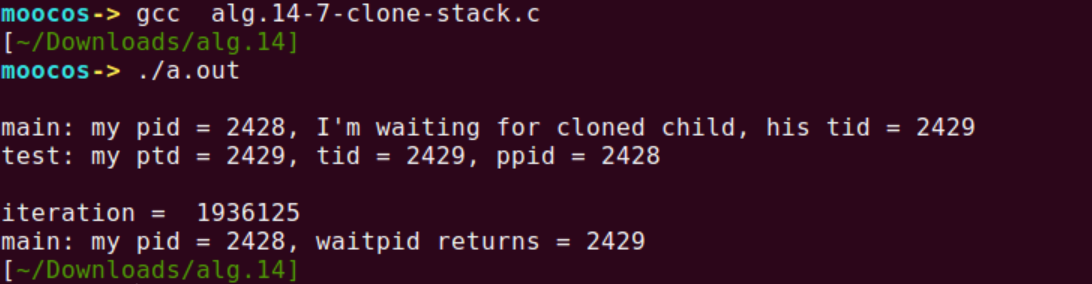 moocos-> gcc  alg.14-7-clone-stack.c
[~/Downloads/alg.14]
moocos-> ./a.out
main: my pid = 2428, I'm waiting for cloned child, his tid = 2429
test: my ptd = 2429, tid = 2429, ppid = 2428
iteration =  1936125
main: my pid = 2428, waitpid returns = 2429
[~/Downloads/alg.14]